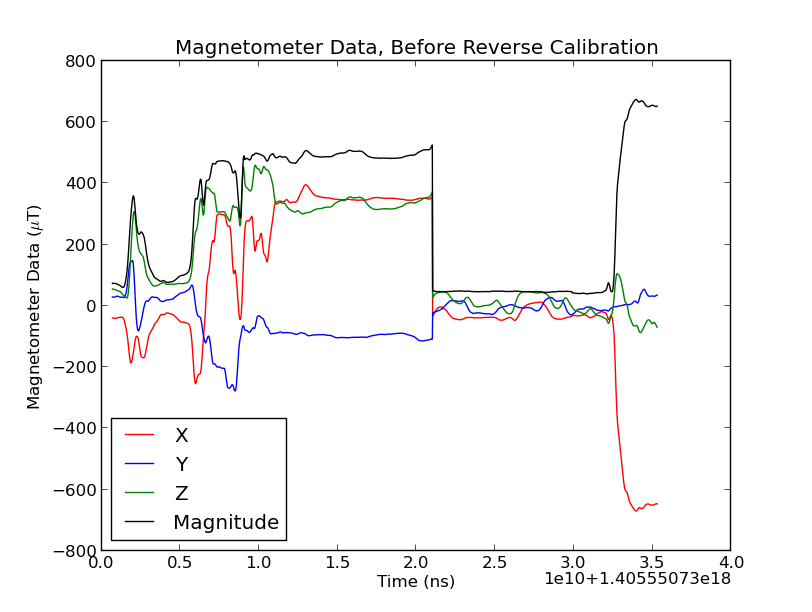 Magnetometer Data, Before Reverse Calibration
800
600
400
200
0
−200
−400
−600
−800
Magnetometer Data (μT)
X
Y
Z
Magnitude
0.0 0.5 1.0 1.5 2.0 2.5 3.0 3.5 4.0
Time (ns)
1e10+1.40555073e18